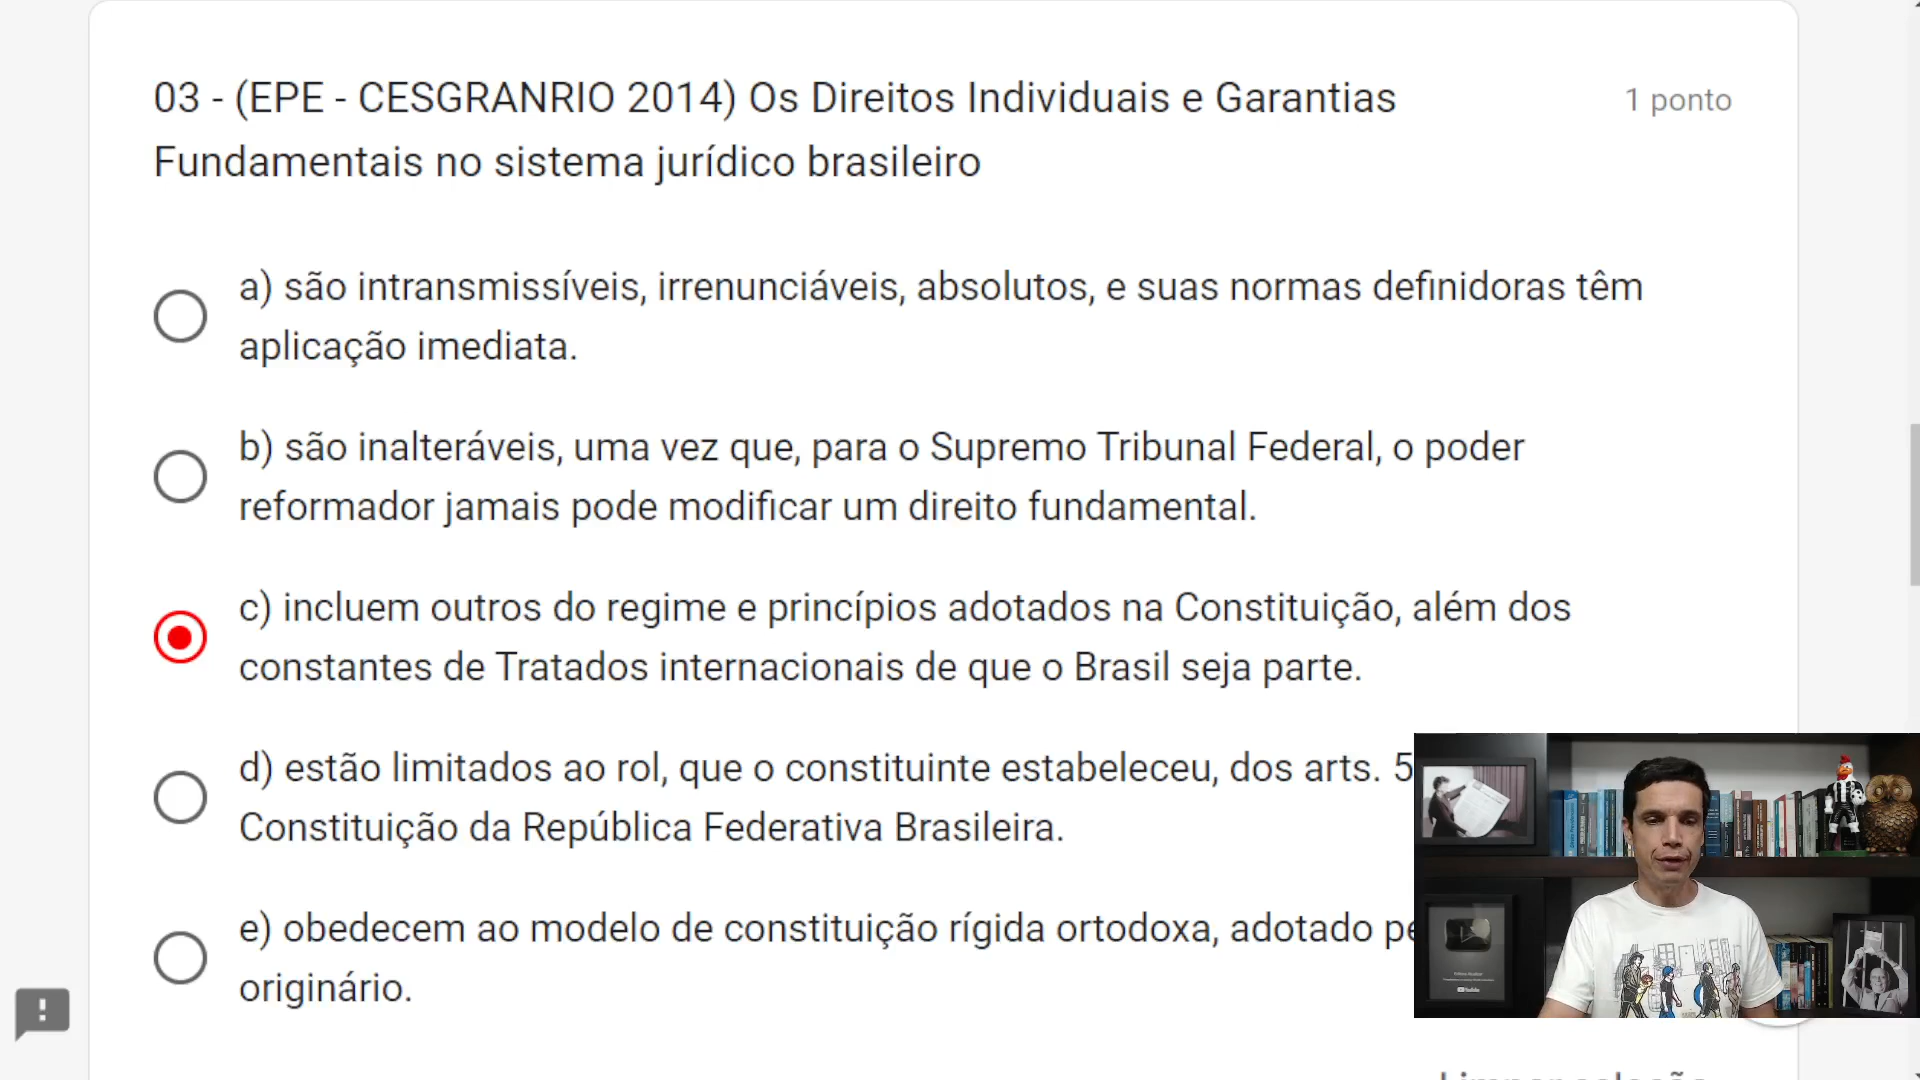 03 - (EPE - CESGRANRIO 2014) Os Direitos Individuais e Garantias
1 ponto
Fundamentais no sistema jurídico brasileiro
a) são intransmissíveis, irrenunciáveis, absolutos, e suas normas definidoras têm
aplicação imediata.
b) são inalteráveis, uma vez que, para o Supremo Tribunal Federal, o poder
reformador jamais pode modificar um direito fundamental.
c) incluem outros do regime e princípios adotados na Constituição, além dos
constantes de Tratados internacionais de que o Brasil seja parte.
d) estão limitados ao rol, que o constituinte estabeleceu, dos arts. 5
Constituição da República Federativa Brasileira.
e) obedecem ao modelo de constituição rígida ortodoxa, adotado pe
originário.
YouTube